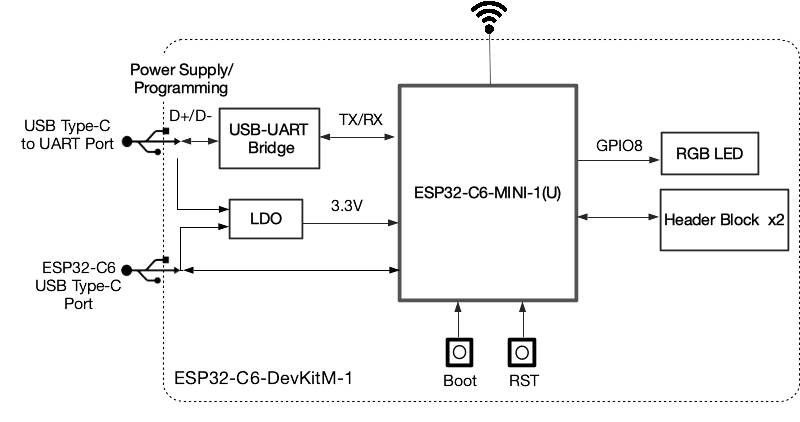 Power Supply/
Programming
USB Type-C
to UART Port
D+/D-
USB-UART
Bridge
TX/RX
LDO
3.3V
ESP32-C6
USB Type-C
Port
ESP32-C6-MINI-1(U)
GPIO8
RGB LED
Header Block x2
Boot
RST
ESP32-C6-DevKitM-1